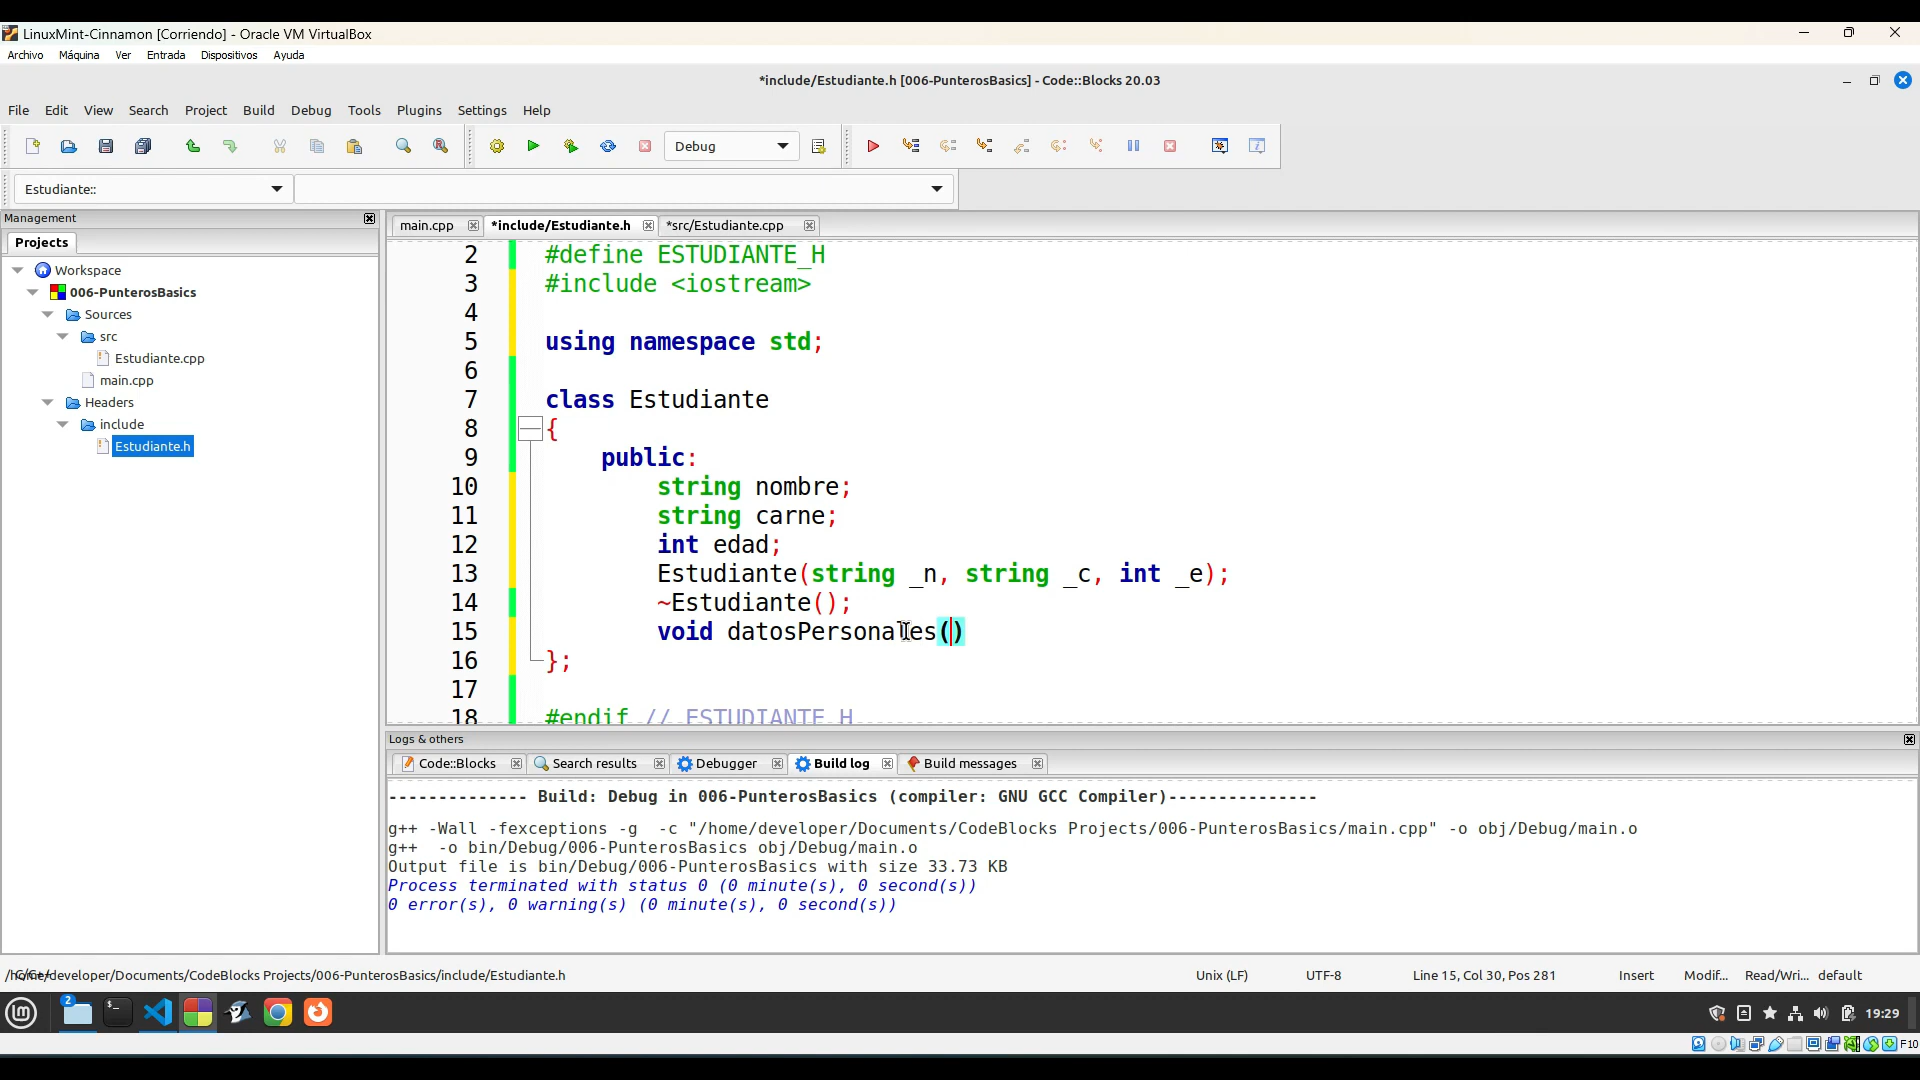 LinuxMint-Cinnamon [Corriendo] - Oracle VM VirtualBox
Archivo Máquina Ver Entrada Dispositivos Ayuda
*include/Estudiante.h [006-PunterosBasics] - Code::Blocks 20.03
File Edit View Search Project Build Debug Tools Plugins Settings Help
Debug
Estudiante::
Management
Projects
Workspace
006-PunterosBasics
Sources
src
Estudiante.cpp
main.cpp
Headers
include
Estudiante.h
main.cpp *include/Estudiante.h *src/Estudiante.cpp
2 #define ESTUDIANTE_H
3 #include <iostream>
4
5 using namespace std;
6
7 class Estudiante
8 {
9 public:
10 string nombre;
11 string carne;
12 int edad;
13 Estudiante(string _n, string _c, int _e);
14 ~Estudiante();
15 void datosPersonales()
16 };
17
18 #endif // ESTUDIANTE_H
Logs & others
Code::Blocks Search results Debugger Build log Build messages
-------------- Build: Debug in 006-PunterosBasics (compiler: GNU GCC Compiler)---------------
g++ -Wall -fexceptions -g  -c "/home/developer/Documents/CodeBlocks Projects/006-PunterosBasics/main.cpp" -o obj/Debug/main.o
g++  -o bin/Debug/006-PunterosBasics obj/Debug/main.o
Output file is bin/Debug/006-PunterosBasics with size 33.73 KB
Process terminated with status 0 (0 minute(s), 0 second(s))
0 error(s), 0 warning(s) (0 minute(s), 0 second(s))
/home/developer/Documents/CodeBlocks Projects/006-PunterosBasics/include/Estudiante.h Unix (LF) UTF-8 Line 15, Col 30, Pos 281 Insert Modif... Read/Wri... default
2 19:29
F10